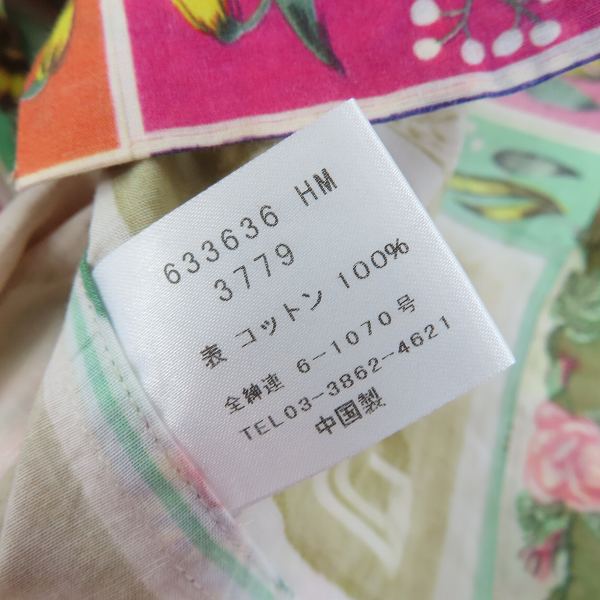 633636 HM
3779
表 コットン 100%
全紳連 6-1070号
TEL03-3862-4621
中国製